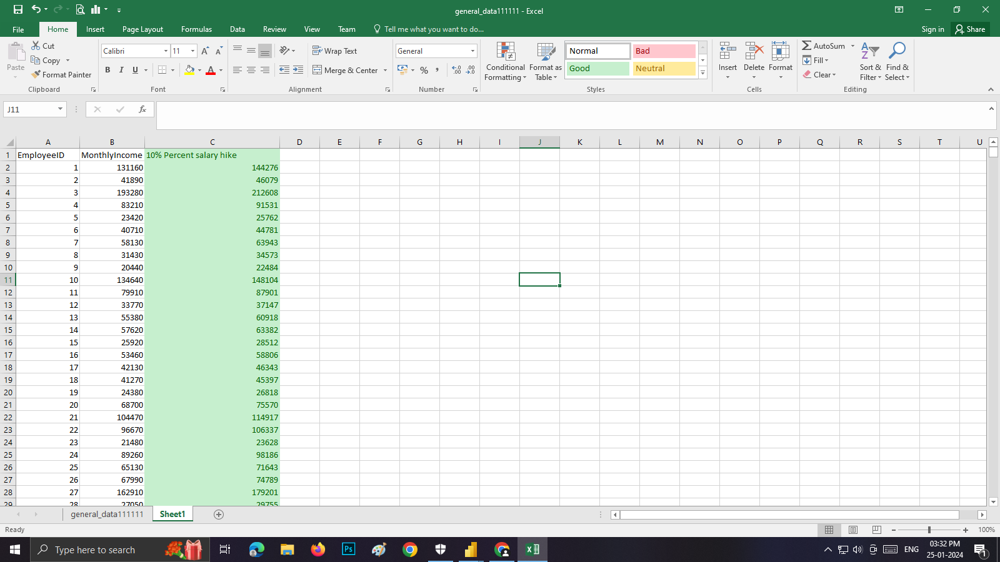 general_data111111 - Excel
File Home Insert Page Layout Formulas Data Review View Team Tell me what you want to do... Sign in Share
Paste
Cut
Copy
Format Painter
Clipboard
Calibri 11
B I U
Font
Wrap Text
Merge & Center
Alignment
General
%
Number
Conditional Formatting
Format as Table
Normal Bad
Good Neutral
Styles
Insert Delete Format
Cells
AutoSum
Fill
Clear
Sort & Filter
Find & Select
Editing
J11 fx
A B C D E F G H I J K L M N O P Q R S T U
1 EmployeeID MonthlyIncome 10% Percent salary hike
2 1 131160 144276
3 2 41890 46079
4 3 193280 212608
5 4 83210 91531
6 5 23420 25762
7 6 40710 44781
8 7 58130 63943
9 8 31430 34573
10 9 20440 22484
11 10 134640 148104
12 11 79910 87901
13 12 33770 37147
14 13 55380 60918
15 14 57620 63382
16 15 25920 28512
17 16 53460 58806
18 17 42130 46343
19 18 41270 45397
20 19 24380 26818
21 20 68700 75570
22 21 104470 114917
23 22 96670 106337
24 23 21480 23628
25 24 89260 98186
26 25 65130 71643
27 26 67990 74789
28 27 162910 179201
29 28 27050 29755
general_data111111 Sheet1
Ready 100%
Type here to search
Ps
ENG
03:32 PM
25-01-2024
1